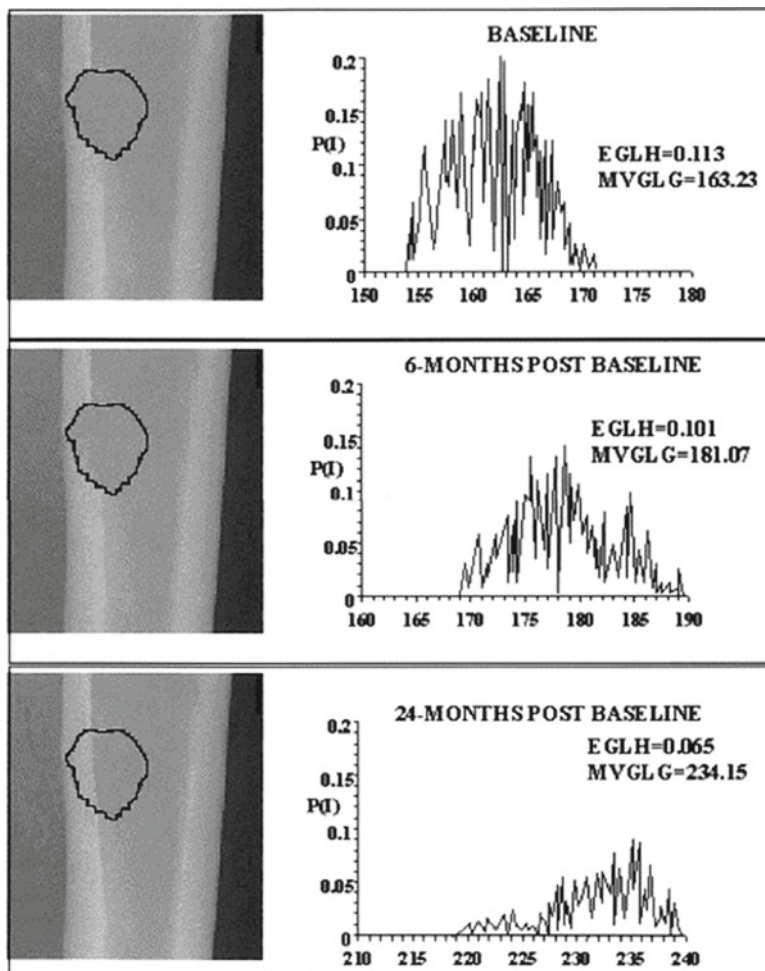 BASELINE
0.2
0.15
P(I)
0.1
0.05
0
EGLH=0.113
MVGLG=163.23
150 155 160 165 170 175 180
6-MONTHS POST BASELINE
0.2
0.15
P(I)
0.1
0.05
0
EGLH=0.101
MVGLG=181.07
160 165 170 175 180 185 190
24-MONTHS POST BASELINE
0.2
0.15
P(I)
0.1
0.05
0
EGLH=0.065
MVGLG=234.15
210 215 220 225 230 235 240